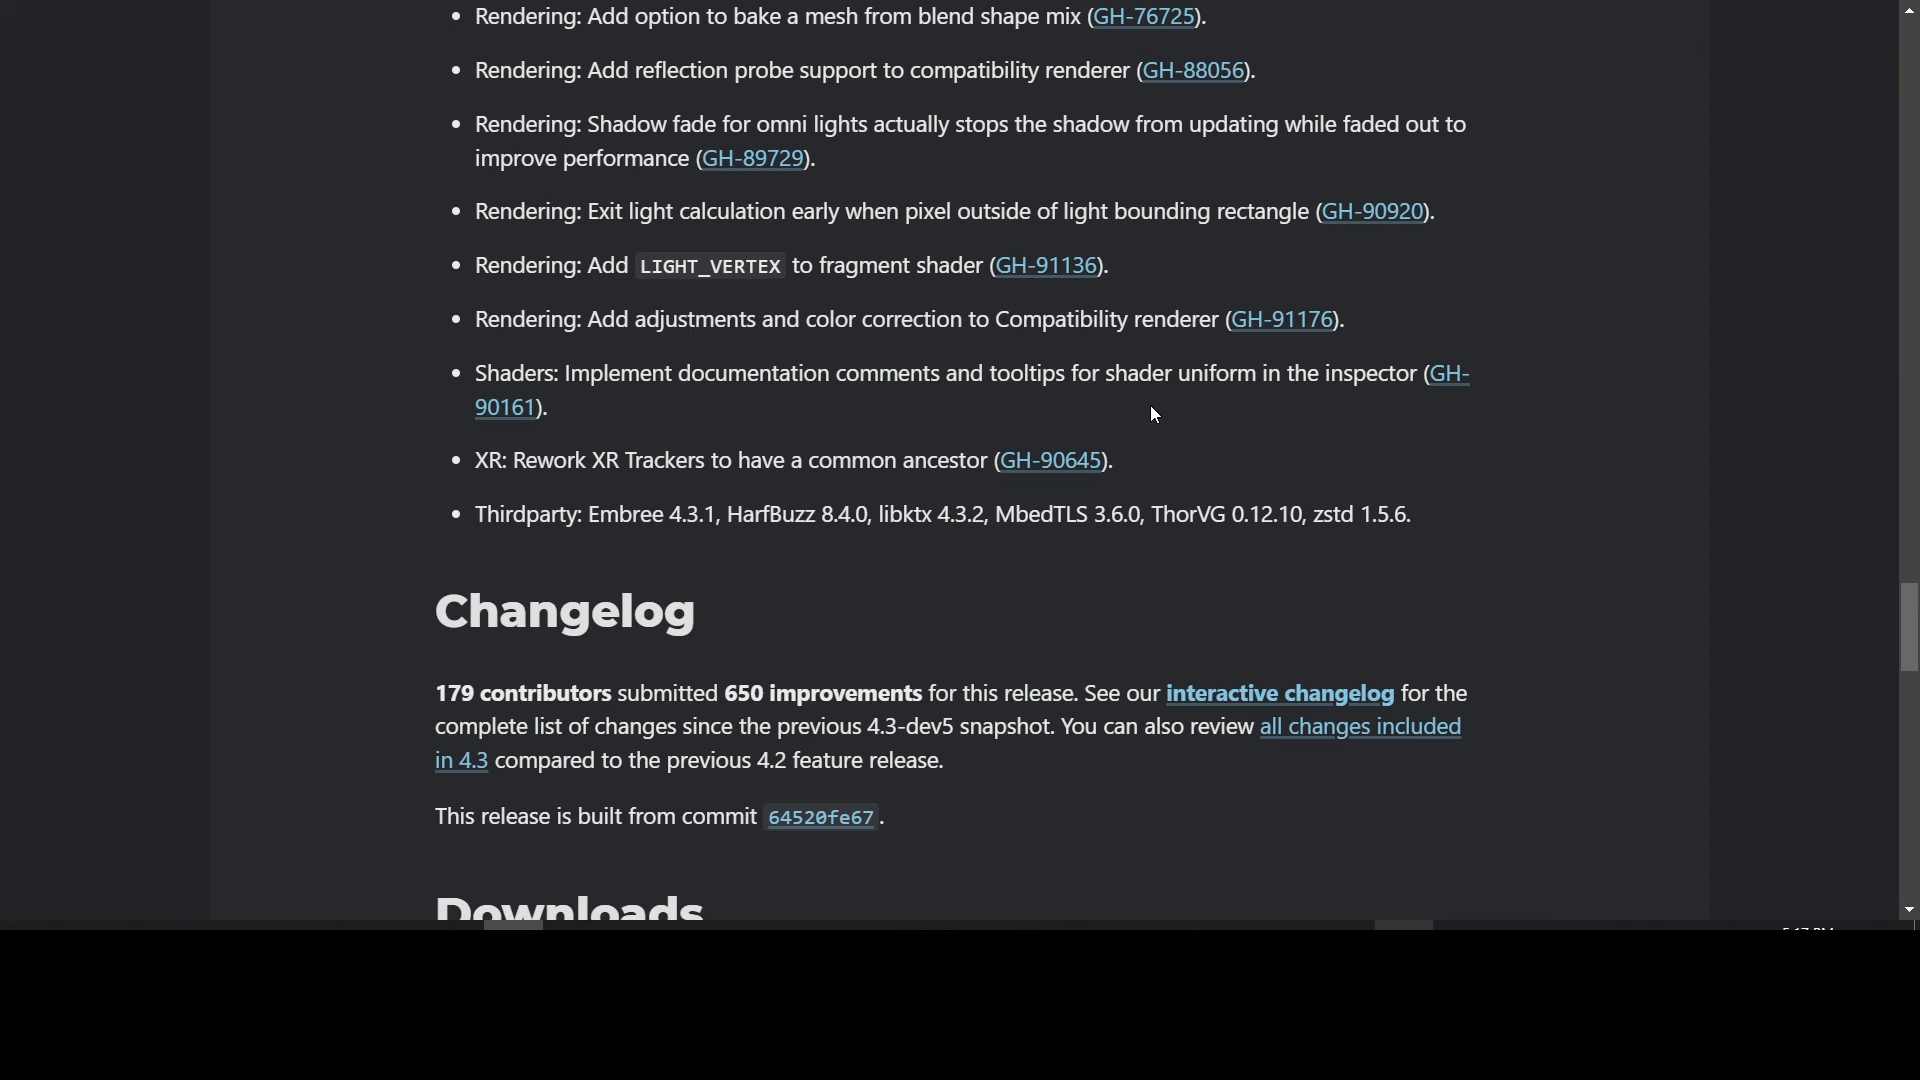 • Rendering: Add option to bake a mesh from blend shape mix (GH-76725).
• Rendering: Add reflection probe support to compatibility renderer (GH-88056).
• Rendering: Shadow fade for omni lights actually stops the shadow from updating while faded out to
improve performance (GH-89729).
• Rendering: Exit light calculation early when pixel outside of light bounding rectangle (GH-90920).
• Rendering: Add LIGHT_VERTEX to fragment shader (GH-91136).
• Rendering: Add adjustments and color correction to Compatibility renderer (GH-91176).
• Shaders: Implement documentation comments and tooltips for shader uniform in the inspector (GH-
90161).
• XR: Rework XR Trackers to have a common ancestor (GH-90645).
• Thirdparty: Embree 4.3.1, HarfBuzz 8.4.0, libktx 4.3.2, MbedTLS 3.6.0, ThorVG 0.12.10, zstd 1.5.6.
Changelog
179 contributors submitted 650 improvements for this release. See our interactive changelog for the
complete list of changes since the previous 4.3-dev5 snapshot. You can also review all changes included
in 4.3 compared to the previous 4.2 feature release.
This release is built from commit 64520fe67.
Downloads